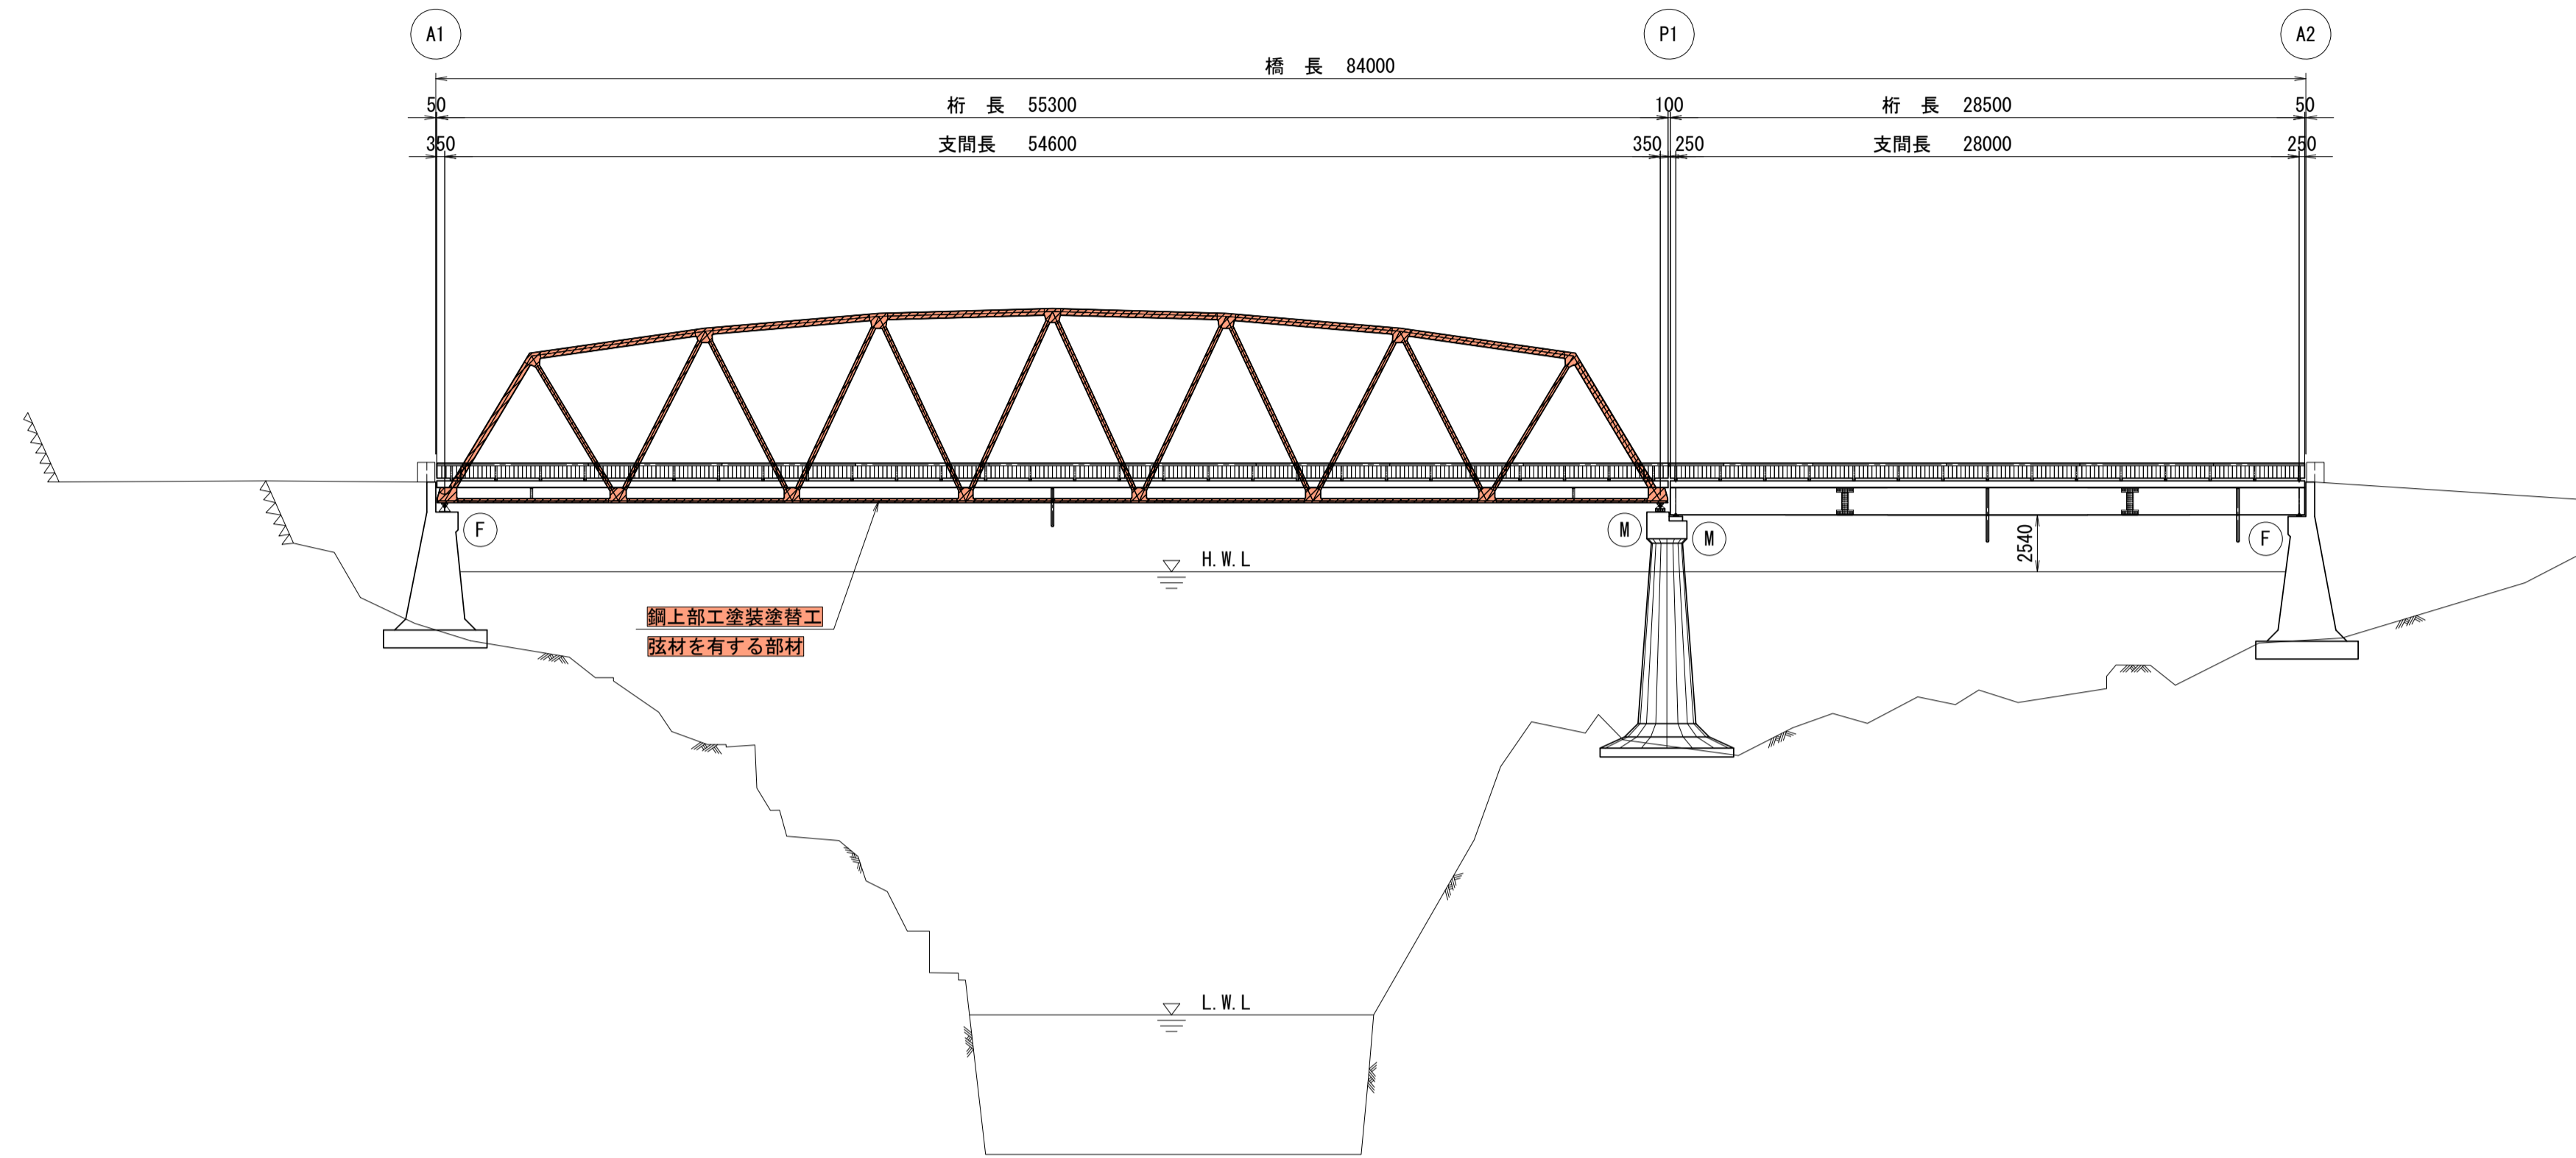 A1
P1
A2
橋 長 84000
50
桁 長 55300
100
桁 長 28500
50
350
支間長 54600
350
250
支間長 28000
250
F
M
M
F
2540
H.W.L
鋼上部工塗装塗替工
弦材を有する部材
L.W.L